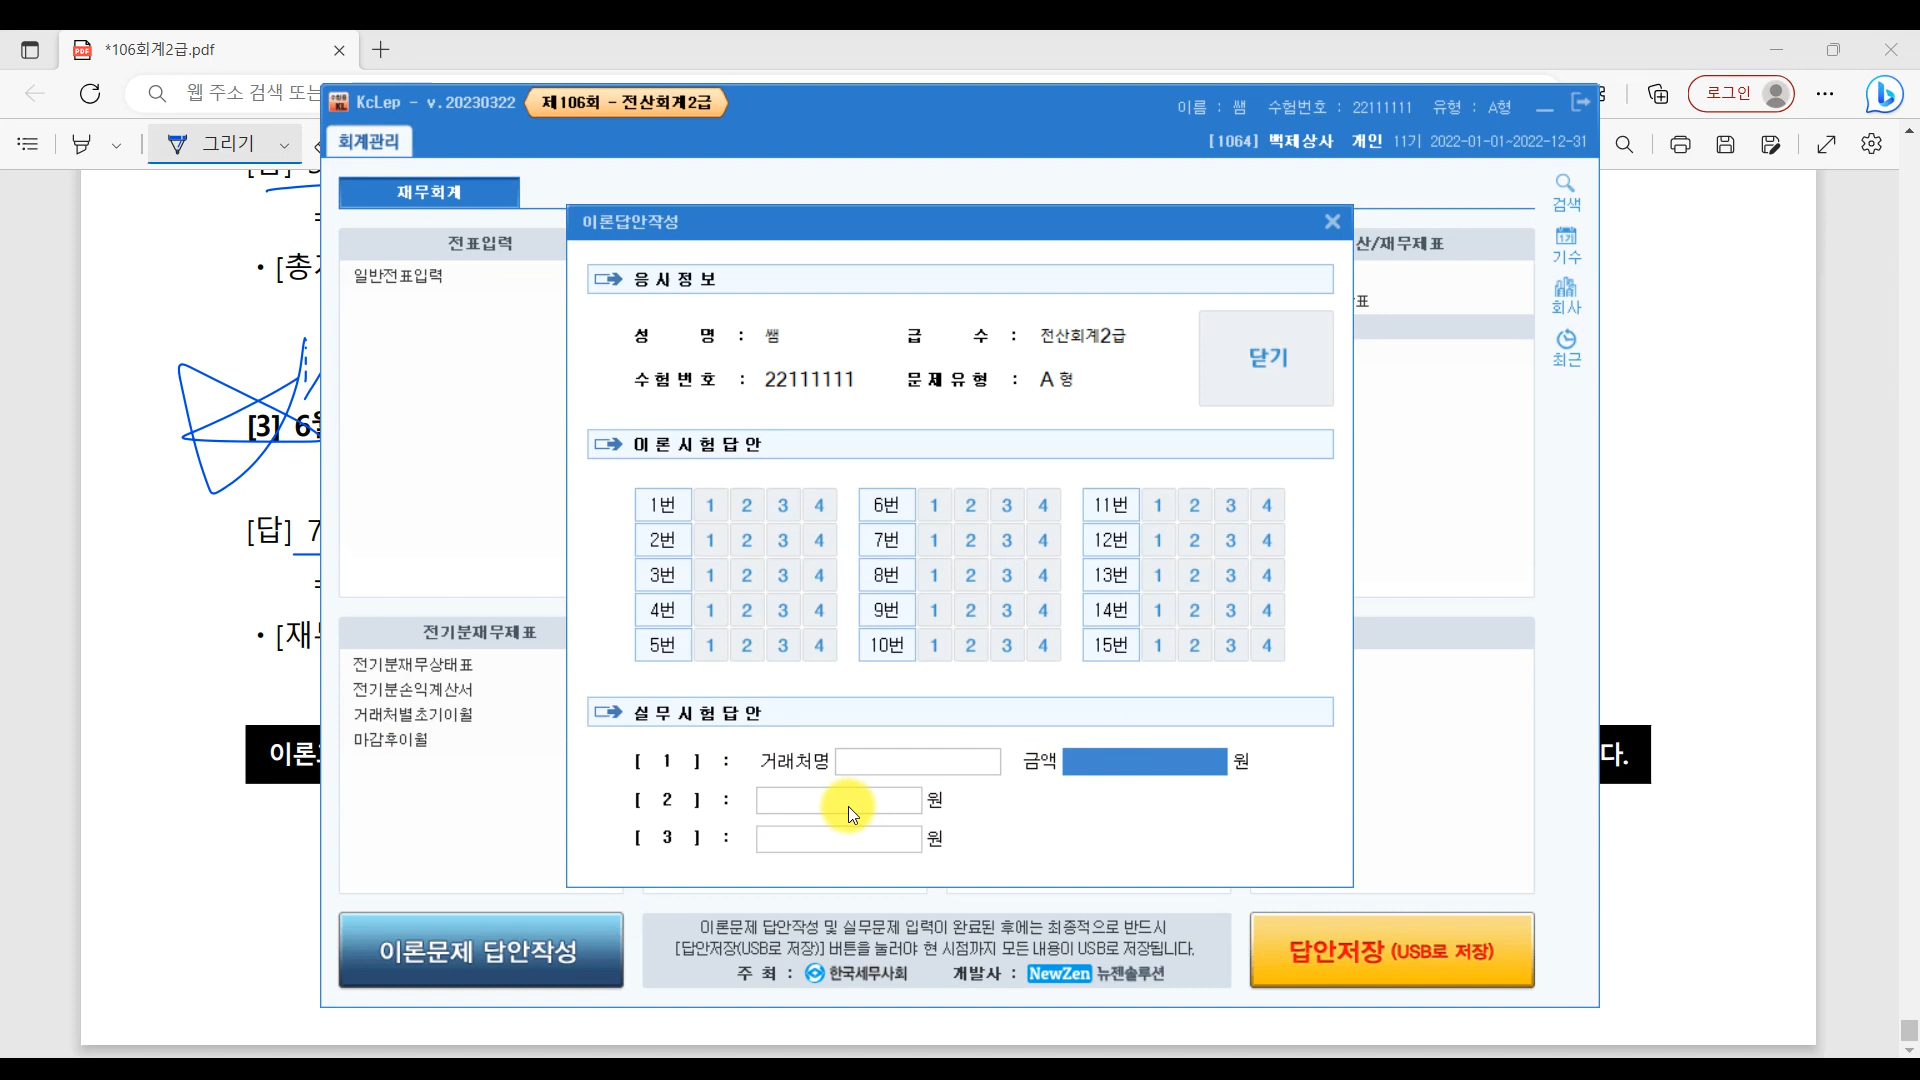 *106회계2급.pdf
웹 주소 검색 또는
로그인
그리기
KcLep - v.20230322 제106회 - 전산회계2급
이름 : 쌤 수험번호 : 22111111 유형 : A형
회계관리
[1064] 백제상사 개인 11기 2022-01-01~2022-12-31
재무회계
검색
기수
회사
최근
전표입력
산/재무제표
일반전표입력
표
이론답안작성
응시정보
성 명 : 쌤 급 수 : 전산회계2급
수험번호 : 22111111 문제유형 : A형
닫기
이론시험답안
1번 1 2 3 4 6번 1 2 3 4 11번 1 2 3 4
2번 1 2 3 4 7번 1 2 3 4 12번 1 2 3 4
3번 1 2 3 4 8번 1 2 3 4 13번 1 2 3 4
4번 1 2 3 4 9번 1 2 3 4 14번 1 2 3 4
5번 1 2 3 4 10번 1 2 3 4 15번 1 2 3 4
실무시험답안
[ 1 ] : 거래처명 금액 원
[ 2 ] : 원
[ 3 ] : 원
전기분재무제표
전기분재무상태표
전기분손익계산서
거래처별초기이월
마감후이월
• [총
[3] 6
[답] 7
• [재
이론
다.
이론문제 답안작성
이론문제 답안작성 및 실무문제 입력이 완료된 후에는 최종적으로 반드시
[답안저장(USB로 저장)] 버튼을 눌러야 현 시점까지 모든 내용이 USB로 저장됩니다.
주 최 : 한국세무사회 개발사 : NewZen 뉴젠솔루션
답안저장 (USB로 저장)